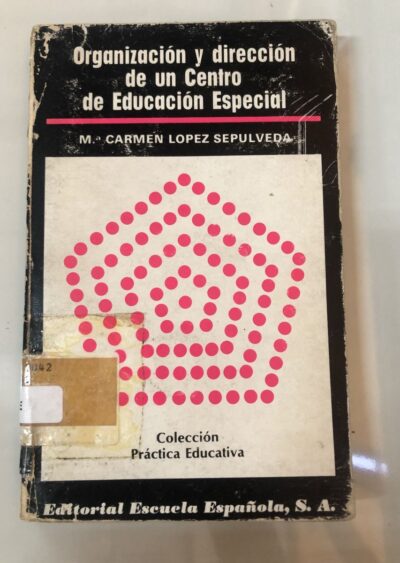 Organización y dirección
de un Centro
de Educación Especial
M.ª CARMEN LOPEZ SEPULVEDA
Colección
Práctica Educativa
Editorial Escuela Española, S. A.